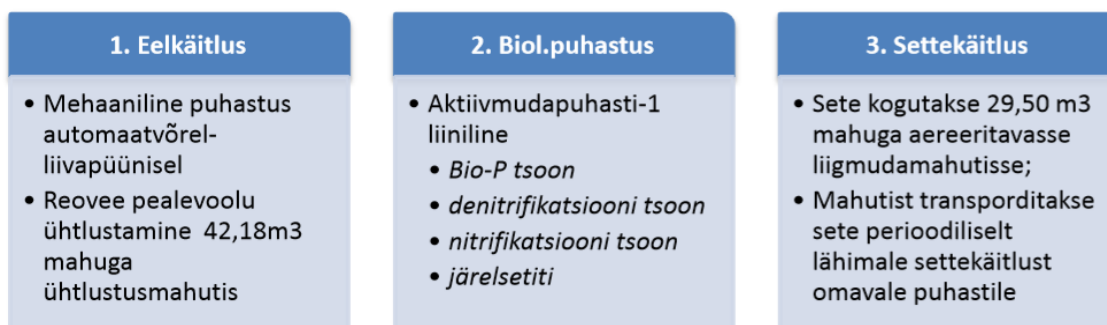 1. Eelkäitlus
• Mehaaniline puhastus
automaatvõrel-
liivapüünisel
• Reovee pealevoolu
ühtlustamine 42,18m3
mahuga
ühtlustusmahutis
2. Biol.puhastus
• Aktiivmudapuhasti-1
liiniline
• Bio-P tsoon
• denitrifikatsiooni tsoon
• nitrifikatsiooni tsoon
• järelsetiti
3. Settekäitlus
• Sete kogutakse 29,50 m3
mahuga aereeritavasse
liigmudamahutisse;
• Mahutist transporditakse
sete perioodiliselt
lähimale settekäitlust
omavale puhastile